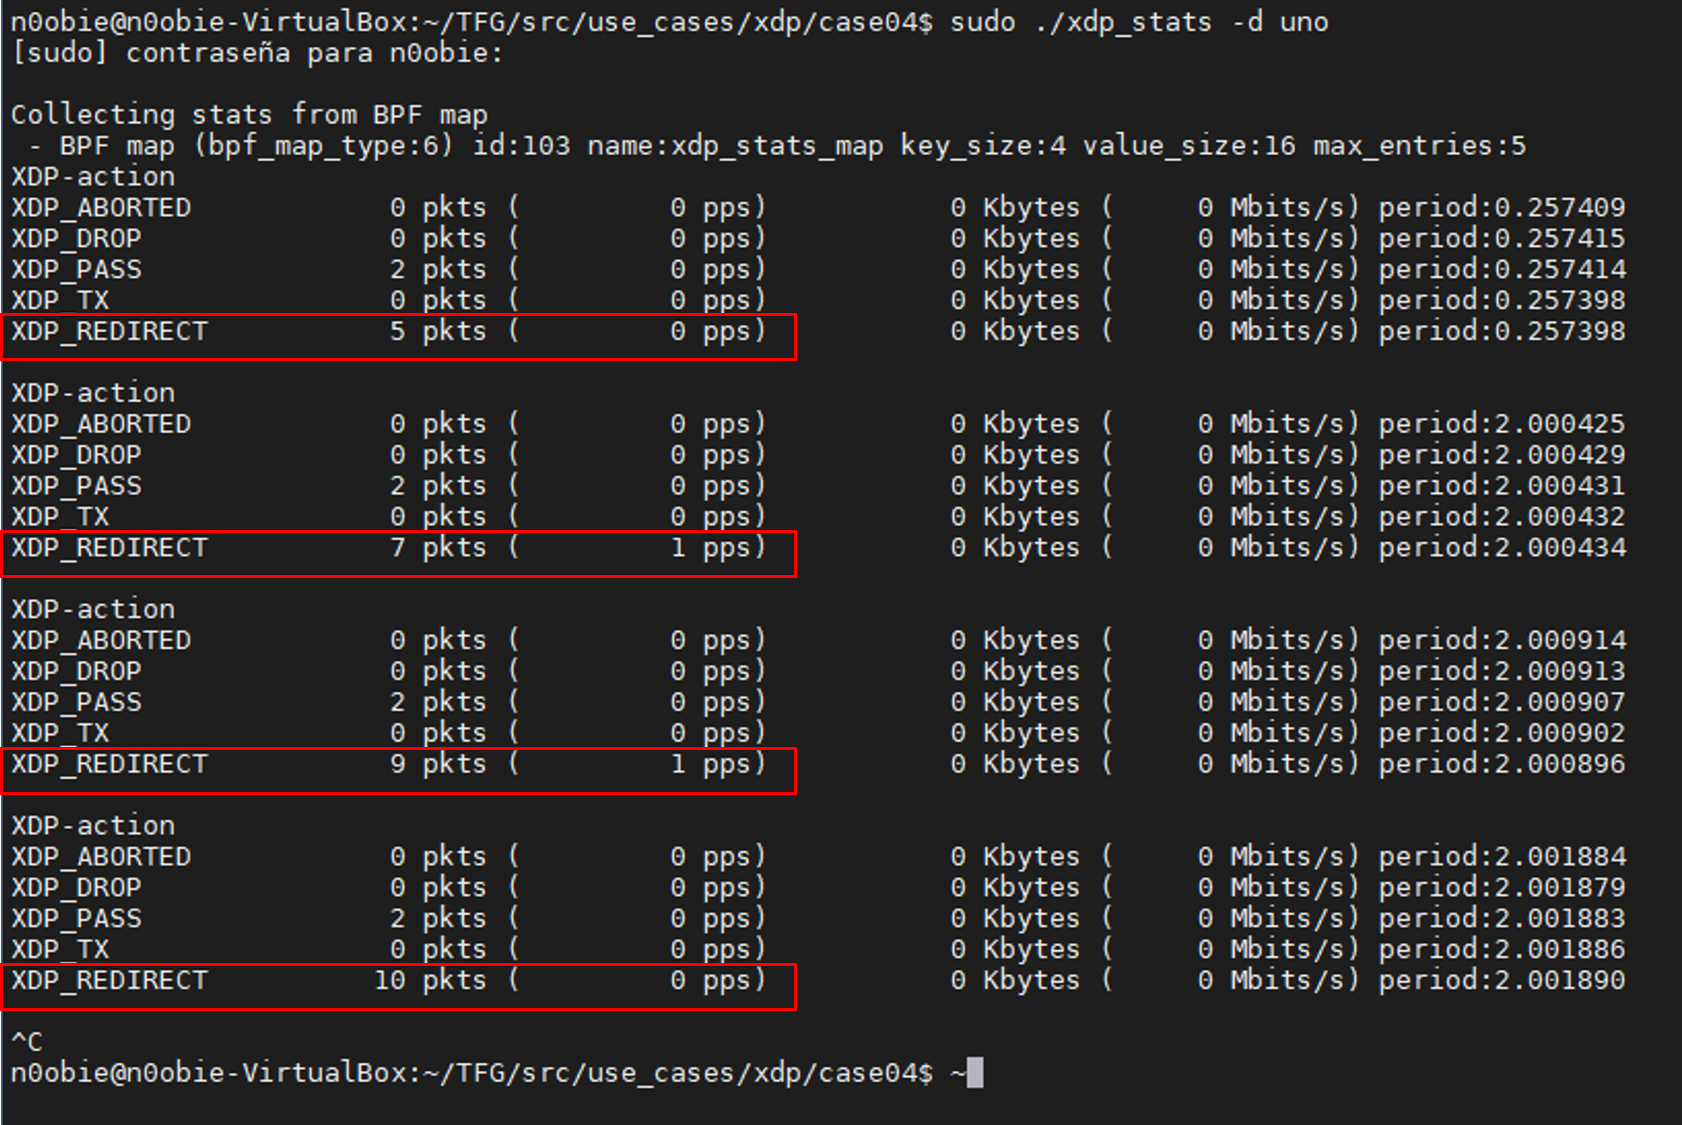 n0obie@n0obie-VirtualBox:~/TFG/src/use_cases/xdp/case04$ sudo ./xdp_stats -d uno
[sudo] contraseña para n0obie:
Collecting stats from BPF map
- BPF map (bpf_map_type:6) id:103 name:xdp_stats_map key_size:4 value_size:16 max_entries:5
XDP-action
XDP_ABORTED 0 pkts ( 0 pps) 0 Kbytes ( 0 Mbits/s) period:0.257409
XDP_DROP 0 pkts ( 0 pps) 0 Kbytes ( 0 Mbits/s) period:0.257415
XDP_PASS 2 pkts ( 0 pps) 0 Kbytes ( 0 Mbits/s) period:0.257414
XDP_TX 0 pkts ( 0 pps) 0 Kbytes ( 0 Mbits/s) period:0.257398
XDP_REDIRECT 5 pkts ( 0 pps) 0 Kbytes ( 0 Mbits/s) period:0.257398
XDP-action
XDP_ABORTED 0 pkts ( 0 pps) 0 Kbytes ( 0 Mbits/s) period:2.000425
XDP_DROP 0 pkts ( 0 pps) 0 Kbytes ( 0 Mbits/s) period:2.000429
XDP_PASS 2 pkts ( 0 pps) 0 Kbytes ( 0 Mbits/s) period:2.000431
XDP_TX 0 pkts ( 0 pps) 0 Kbytes ( 0 Mbits/s) period:2.000432
XDP_REDIRECT 7 pkts ( 1 pps) 0 Kbytes ( 0 Mbits/s) period:2.000434
XDP-action
XDP_ABORTED 0 pkts ( 0 pps) 0 Kbytes ( 0 Mbits/s) period:2.000914
XDP_DROP 0 pkts ( 0 pps) 0 Kbytes ( 0 Mbits/s) period:2.000913
XDP_PASS 2 pkts ( 0 pps) 0 Kbytes ( 0 Mbits/s) period:2.000907
XDP_TX 0 pkts ( 0 pps) 0 Kbytes ( 0 Mbits/s) period:2.000902
XDP_REDIRECT 9 pkts ( 1 pps) 0 Kbytes ( 0 Mbits/s) period:2.000896
XDP-action
XDP_ABORTED 0 pkts ( 0 pps) 0 Kbytes ( 0 Mbits/s) period:2.001884
XDP_DROP 0 pkts ( 0 pps) 0 Kbytes ( 0 Mbits/s) period:2.001879
XDP_PASS 2 pkts ( 0 pps) 0 Kbytes ( 0 Mbits/s) period:2.001883
XDP_TX 0 pkts ( 0 pps) 0 Kbytes ( 0 Mbits/s) period:2.001886
XDP_REDIRECT 10 pkts ( 0 pps) 0 Kbytes ( 0 Mbits/s) period:2.001890
^C
n0obie@n0obie-VirtualBox:~/TFG/src/use_cases/xdp/case04$ ~